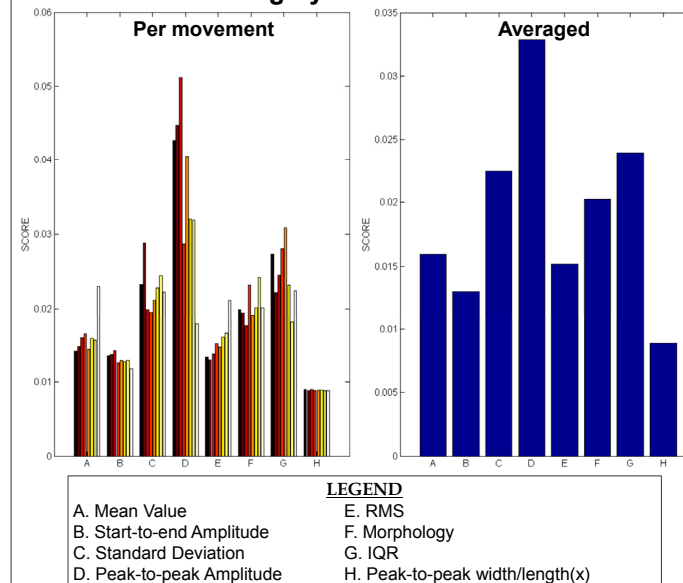 Per movement
Averaged
0.06
0.05
0.04
0.03
0.02
0.01
0
SCORE
A B C D E F G H
0.035
0.03
0.025
0.02
0.015
0.01
0.005
0
SCORE
A B C D E F G H
LEGEND
A. Mean Value
B. Start-to-end Amplitude
C. Standard Deviation
D. Peak-to-peak Amplitude
E. RMS
F. Morphology
G. IQR
H. Peak-to-peak width/length(x)